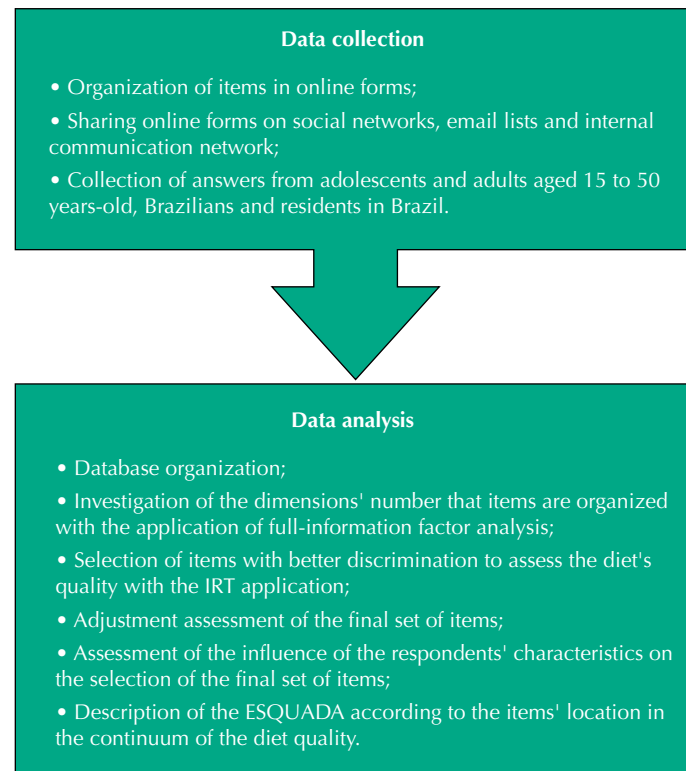 Data collection
• Organization of items in online forms;
• Sharing online forms on social networks, email lists and internal
communication network;
• Collection of answers from adolescents and adults aged 15 to 50
years-old, Brazilians and residents in Brazil.
Data analysis
• Database organization;
• Investigation of the dimensions' number that items are organized
with the application of full-information factor analysis;
• Selection of items with better discrimination to assess the diet's
quality with the IRT application;
• Adjustment assessment of the final set of items;
• Assessment of the influence of the respondents' characteristics on
the selection of the final set of items;
• Description of the ESQUADA according to the items' location in
the continuum of the diet quality.